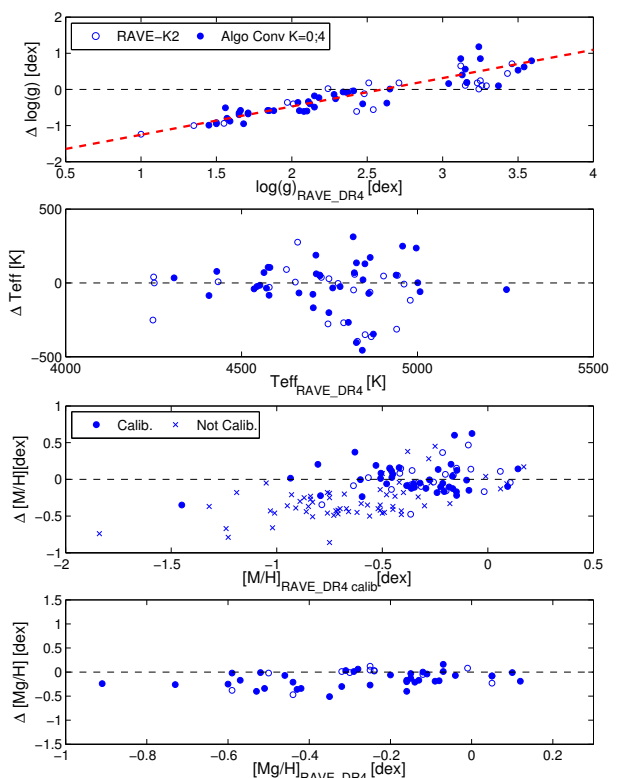 2
1
0
−1
−2
Δ log(g) [dex]
RAVE−K2
Algo Conv K=0;4
0.5 1 1.5 2 2.5 3 3.5 4
log(g)RAVE_DR4 [dex]
500
0
−500
Δ Teff [K]
4000 4500 5000 5500
TeffRAVE_DR4 [K]
1
0.5
0
−0.5
−1
Δ [M/H][dex]
Calib.
Not Calib.
−2 −1.5 −1 −0.5 0 0.5
[M/H]RAVE_DR4 calib[dex]
1.5
1
0.5
0
−0.5
−1
−1.5
Δ [Mg/H] [dex]
−1 −0.8 −0.6 −0.4 −0.2 0 0.2
[Mg/H]RAVE_DR4 [dex]